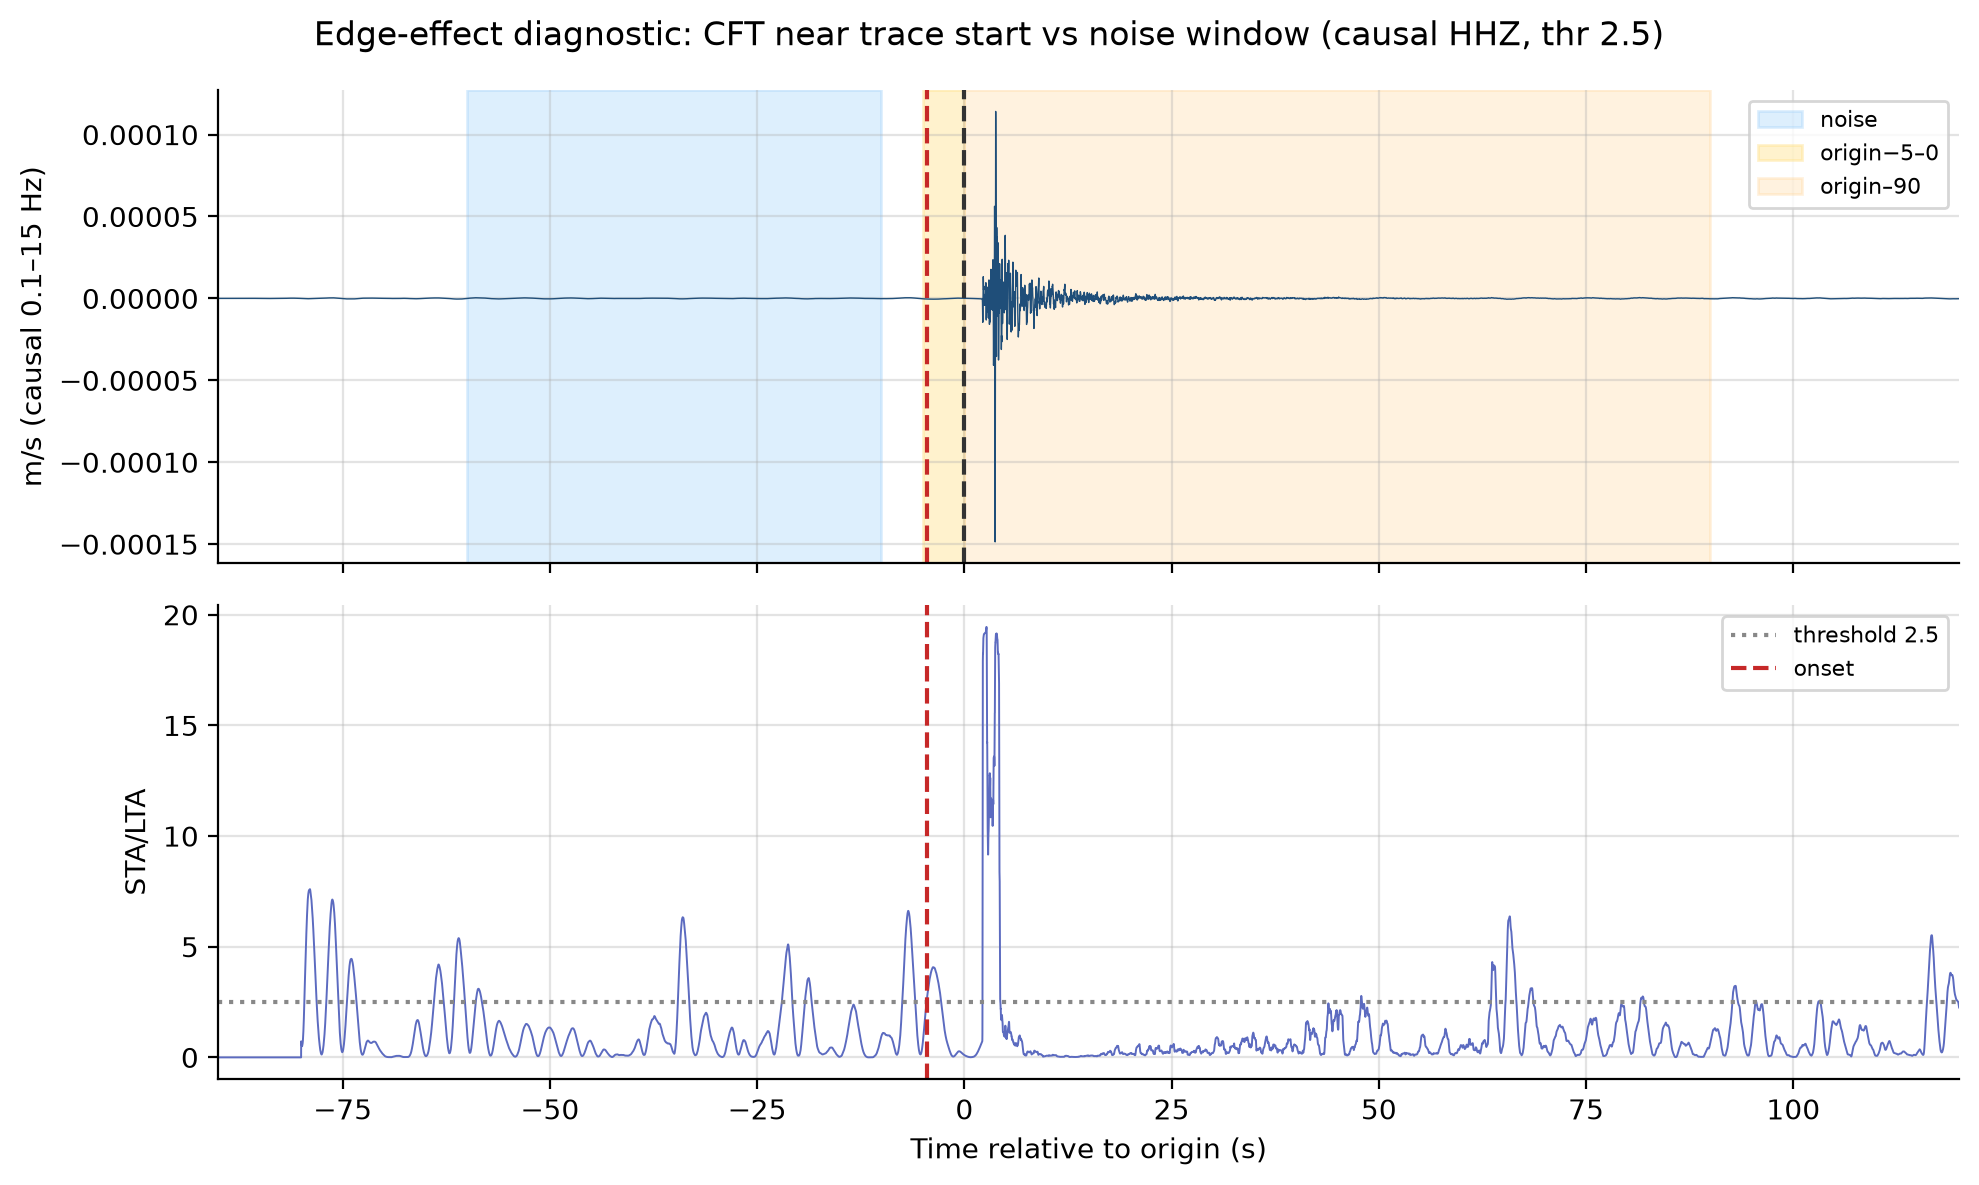 Edge-effect diagnostic: CFT near trace start vs noise window (causal HHZ, thr 2.5)
m/s (causal 0.1–15 Hz)
0.00010
0.00005
0.00000
−0.00005
−0.00010
−0.00015
noise
origin−5–0
origin–90
STA/LTA
20
15
10
5
0
threshold 2.5
onset
−75
−50
−25
0
25
50
75
100
Time relative to origin (s)